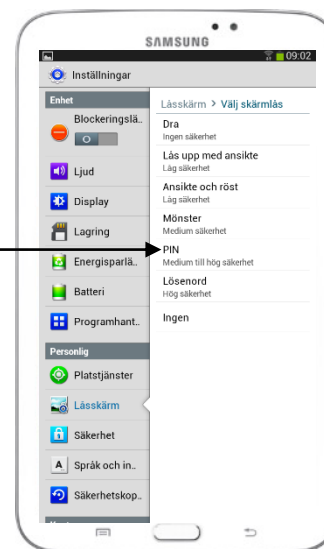 SAMSUNG
09:02
Inställningar
Enhet
Blockeringslä..
Ljud
Display
Lagring
Energisparlä..
Batteri
Programhant..
Personlig
Platstjänster
Låsskärm
Säkerhet
A Språk och in..
Säkerhetskop..
Låsskärm > Välj skärmlås
Dra
Ingen säkerhet
Lås upp med ansikte
Låg säkerhet
Ansikte och röst
Låg säkerhet
Mönster
Medium säkerhet
PIN
Medium till hög säkerhet
Lösenord
Hög säkerhet
Ingen